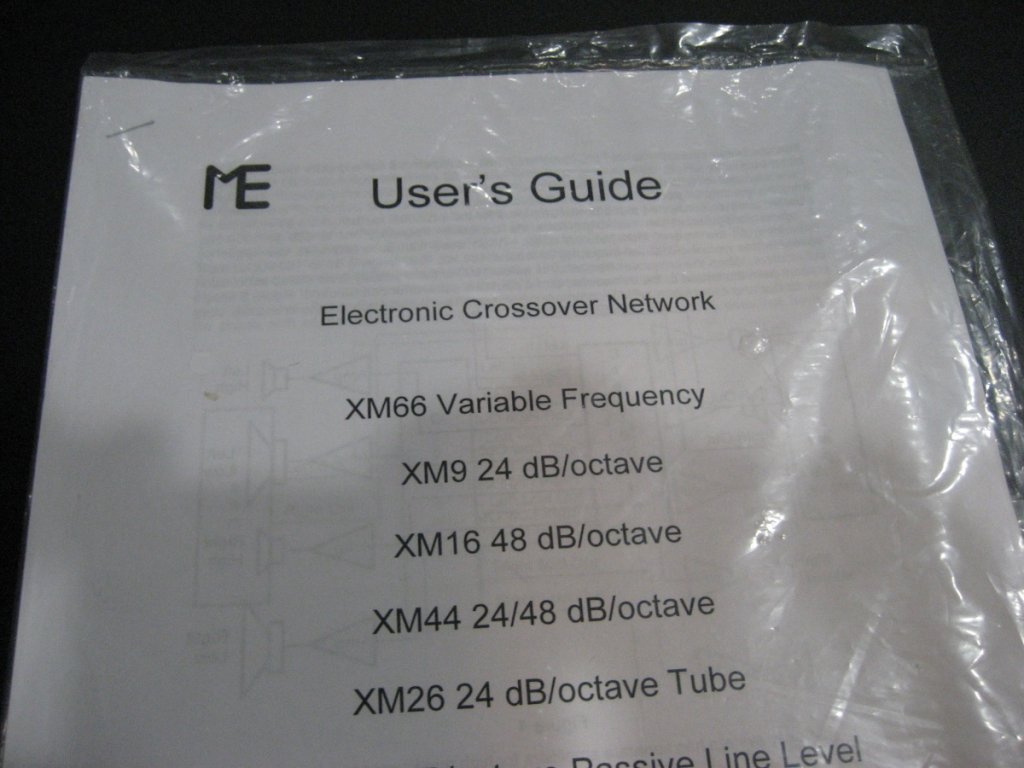 ME User's Guide
Electronic Crossover Network
XM66 Variable Frequency
XM9 24 dB/octave
XM16 48 dB/octave
XM44 24/48 dB/octave
XM26 24 dB/octave Tube
Passive Line Level